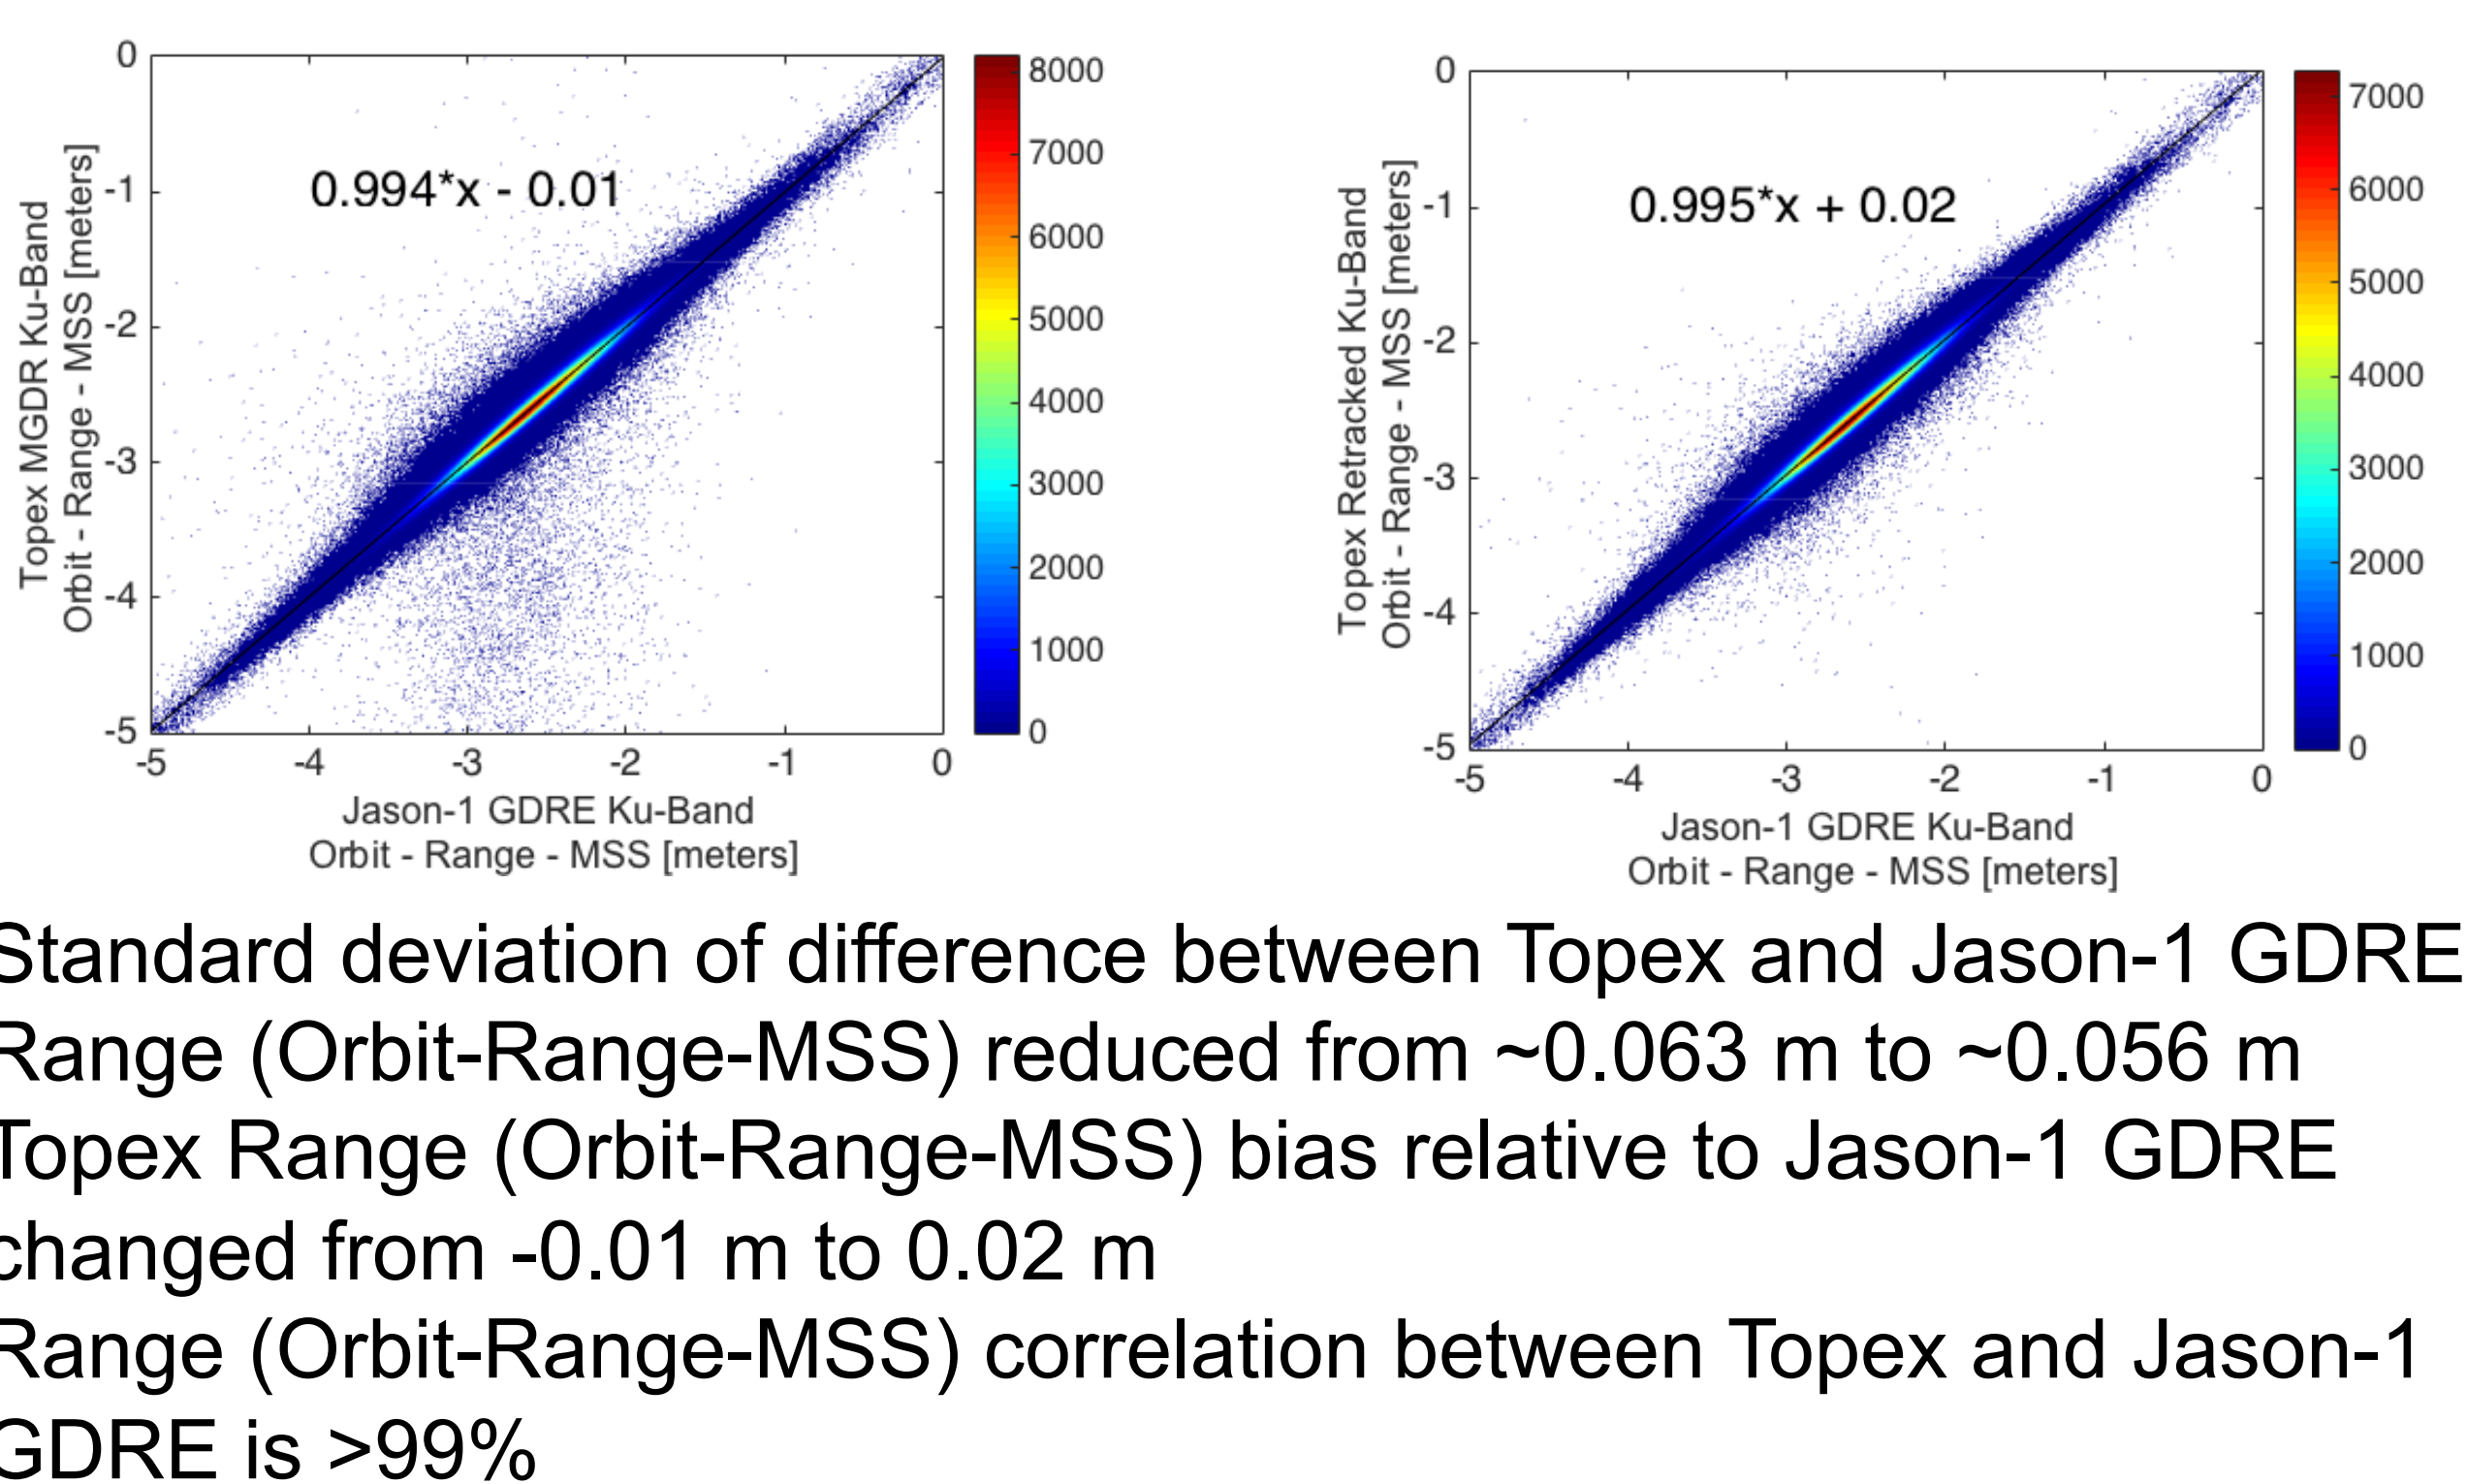 0
-1
-2
-3
-4
-5
Topex MGDR Ku-Band
Orbit - Range - MSS [meters]
0.994*x - 0.01
-5 -4 -3 -2 -1 0
Jason-1 GDRE Ku-Band
Orbit - Range - MSS [meters]
8000
7000
6000
5000
4000
3000
2000
1000
0
0
-1
-2
-3
-4
-5
Topex Retracked Ku-Band
Orbit - Range - MSS [meters]
0.995*x + 0.02
-5 -4 -3 -2 -1 0
Jason-1 GDRE Ku-Band
Orbit - Range - MSS [meters]
7000
6000
5000
4000
3000
2000
1000
0
Standard deviation of difference between Topex and Jason-1 GDRE
Range (Orbit-Range-MSS) reduced from ~0.063 m to ~0.056 m
Topex Range (Orbit-Range-MSS) bias relative to Jason-1 GDRE
changed from -0.01 m to 0.02 m
Range (Orbit-Range-MSS) correlation between Topex and Jason-1
GDRE is >99%